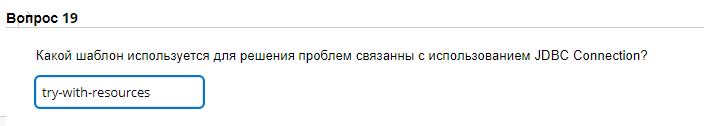 Вопрос 19
Какой шаблон используется для решения проблем связанны с использованием JDBC Connection?
try-with-resources